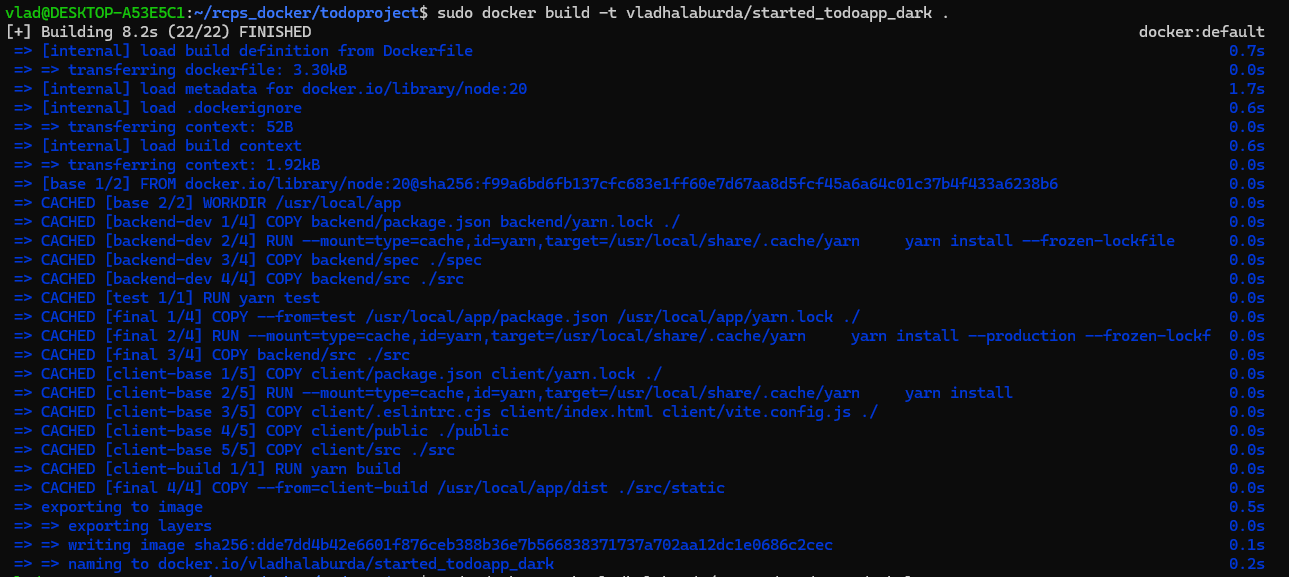 vlad@DESKTOP-A53E5C1:~/rcps_docker/todoproject$ sudo docker build -t vladhalaburda/started_todoapp_dark .
[+] Building 8.2s (22/22) FINISHED docker:default
=> [internal] load build definition from Dockerfile 0.7s
=> => transferring dockerfile: 3.30kB 0.0s
=> [internal] load metadata for docker.io/library/node:20 1.7s
=> [internal] load .dockerignore 0.6s
=> => transferring context: 52B 0.0s
=> [internal] load build context 0.6s
=> => transferring context: 1.92kB 0.0s
=> [base 1/2] FROM docker.io/library/node:20@sha256:f99a6bd6fb137cfc683e1ff60e7d67aa8d5fcf45a6a64c01c37b4f433a6238b6 0.0s
=> CACHED [base 2/2] WORKDIR /usr/local/app 0.0s
=> CACHED [backend-dev 1/4] COPY backend/package.json backend/yarn.lock ./ 0.0s
=> CACHED [backend-dev 2/4] RUN --mount=type=cache,id=yarn,target=/usr/local/share/.cache/yarn     yarn install --frozen-lockfile 0.0s
=> CACHED [backend-dev 3/4] COPY backend/spec ./spec 0.0s
=> CACHED [backend-dev 4/4] COPY backend/src ./src 0.0s
=> CACHED [test 1/1] RUN yarn test 0.0s
=> CACHED [final 1/4] COPY --from=test /usr/local/app/package.json /usr/local/app/yarn.lock ./ 0.0s
=> CACHED [final 2/4] RUN --mount=type=cache,id=yarn,target=/usr/local/share/.cache/yarn     yarn install --production --frozen-lockf 0.0s
=> CACHED [final 3/4] COPY backend/src ./src 0.0s
=> CACHED [client-base 1/5] COPY client/package.json client/yarn.lock ./ 0.0s
=> CACHED [client-base 2/5] RUN --mount=type=cache,id=yarn,target=/usr/local/share/.cache/yarn     yarn install 0.0s
=> CACHED [client-base 3/5] COPY client/.eslintrc.cjs client/index.html client/vite.config.js ./ 0.0s
=> CACHED [client-base 4/5] COPY client/public ./public 0.0s
=> CACHED [client-base 5/5] COPY client/src ./src 0.0s
=> CACHED [client-build 1/1] RUN yarn build 0.0s
=> CACHED [final 4/4] COPY --from=client-build /usr/local/app/dist ./src/static 0.0s
=> exporting to image 0.5s
=> => exporting layers 0.0s
=> => writing image sha256:dde7dd4b42e6601f876ceb388b36e7b566838371737a702aa12dc1e0686c2cec 0.1s
=> => naming to docker.io/vladhalaburda/started_todoapp_dark 0.2s